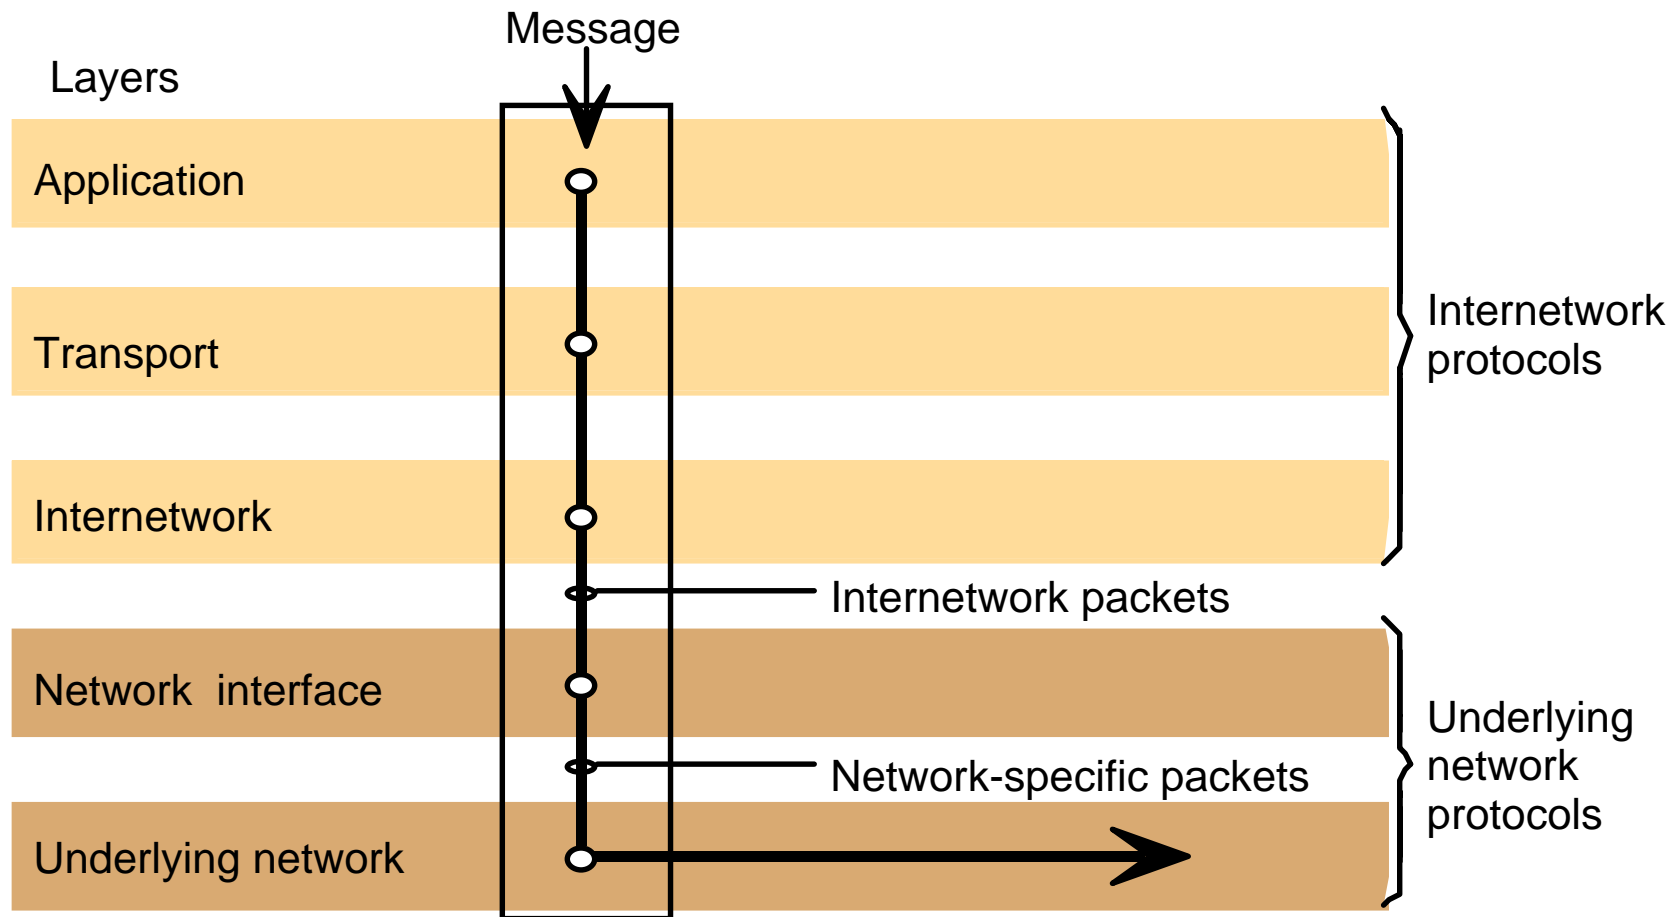 Message
Layers
Application
Transport
Internetwork
protocols
Internetwork
Internetwork packets
Network interface
Underlying
network
protocols
Network-specific packets
Underlying network